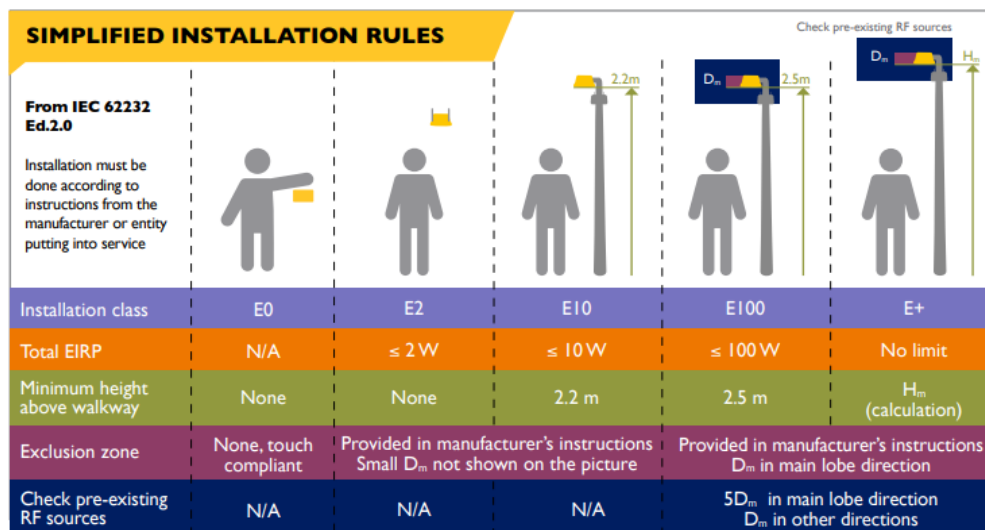 SIMPLIFIED INSTALLATION RULES
Check pre-existing RF sources
From IEC 62232
Ed.2.0
Installation must be
done according to
instructions from the
manufacturer or entity
putting into service
2.2m
Dm
2.5m
Dm
Hm
Installation class
E0
E2
E10
E100
E+
Total EIRP
N/A
≤ 2 W
≤ 10 W
≤ 100 W
No limit
Minimum height
above walkway
None
None
2.2 m
2.5 m
Hm
(calculation)
Exclusion zone
None, touch
compliant
Provided in manufacturer's instructions
Small Dm not shown on the picture
Provided in manufacturer's instructions
Dm in main lobe direction
Check pre-existing
RF sources
N/A
N/A
N/A
5Dm in main lobe direction
Dm in other directions